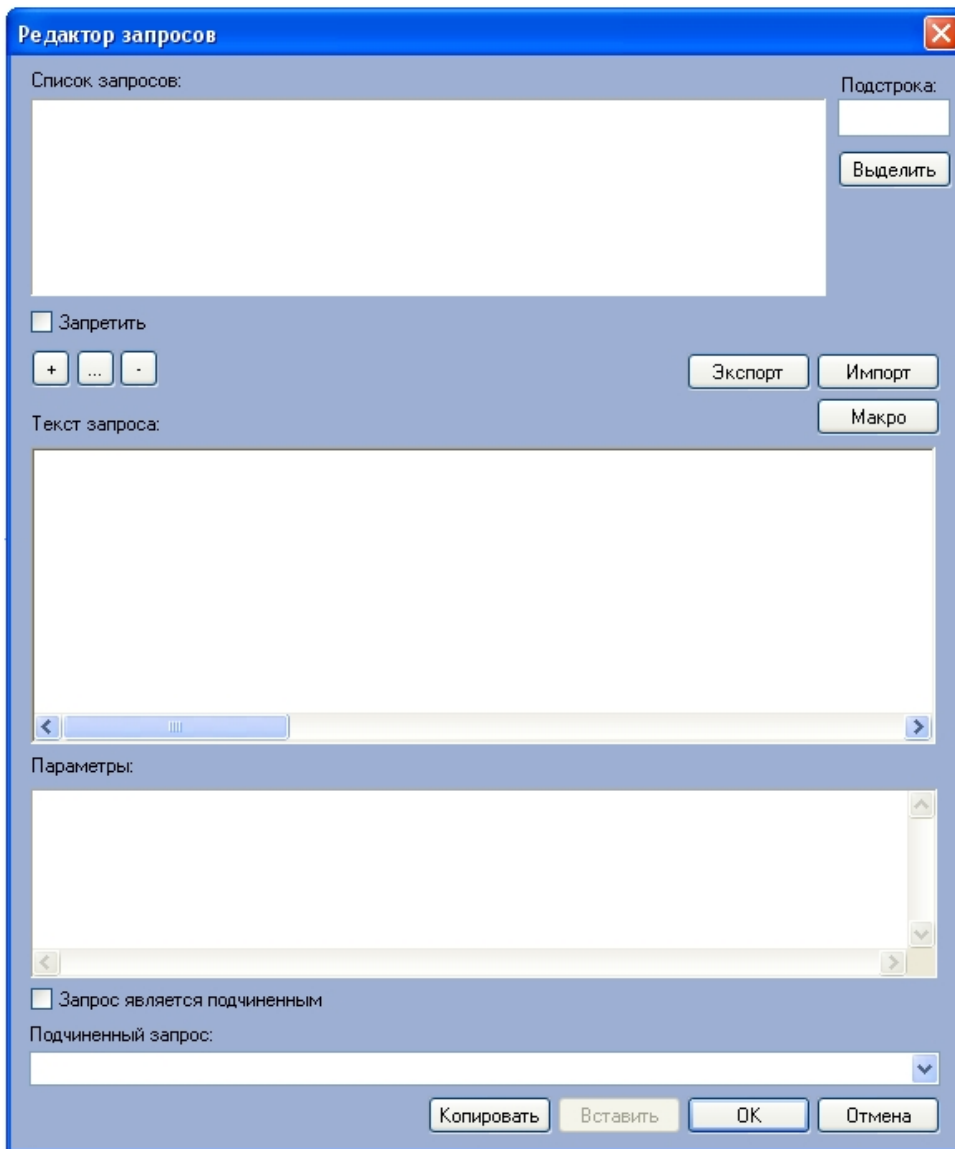 Редактор запросов
Список запросов:
Подстрока:
Выделить
Запретить
+ ... -
Экспорт Импорт
Макро
Текст запроса:
Параметры:
Запрос является подчиненным
Подчиненный запрос:
Копировать Вставить OK Отмена